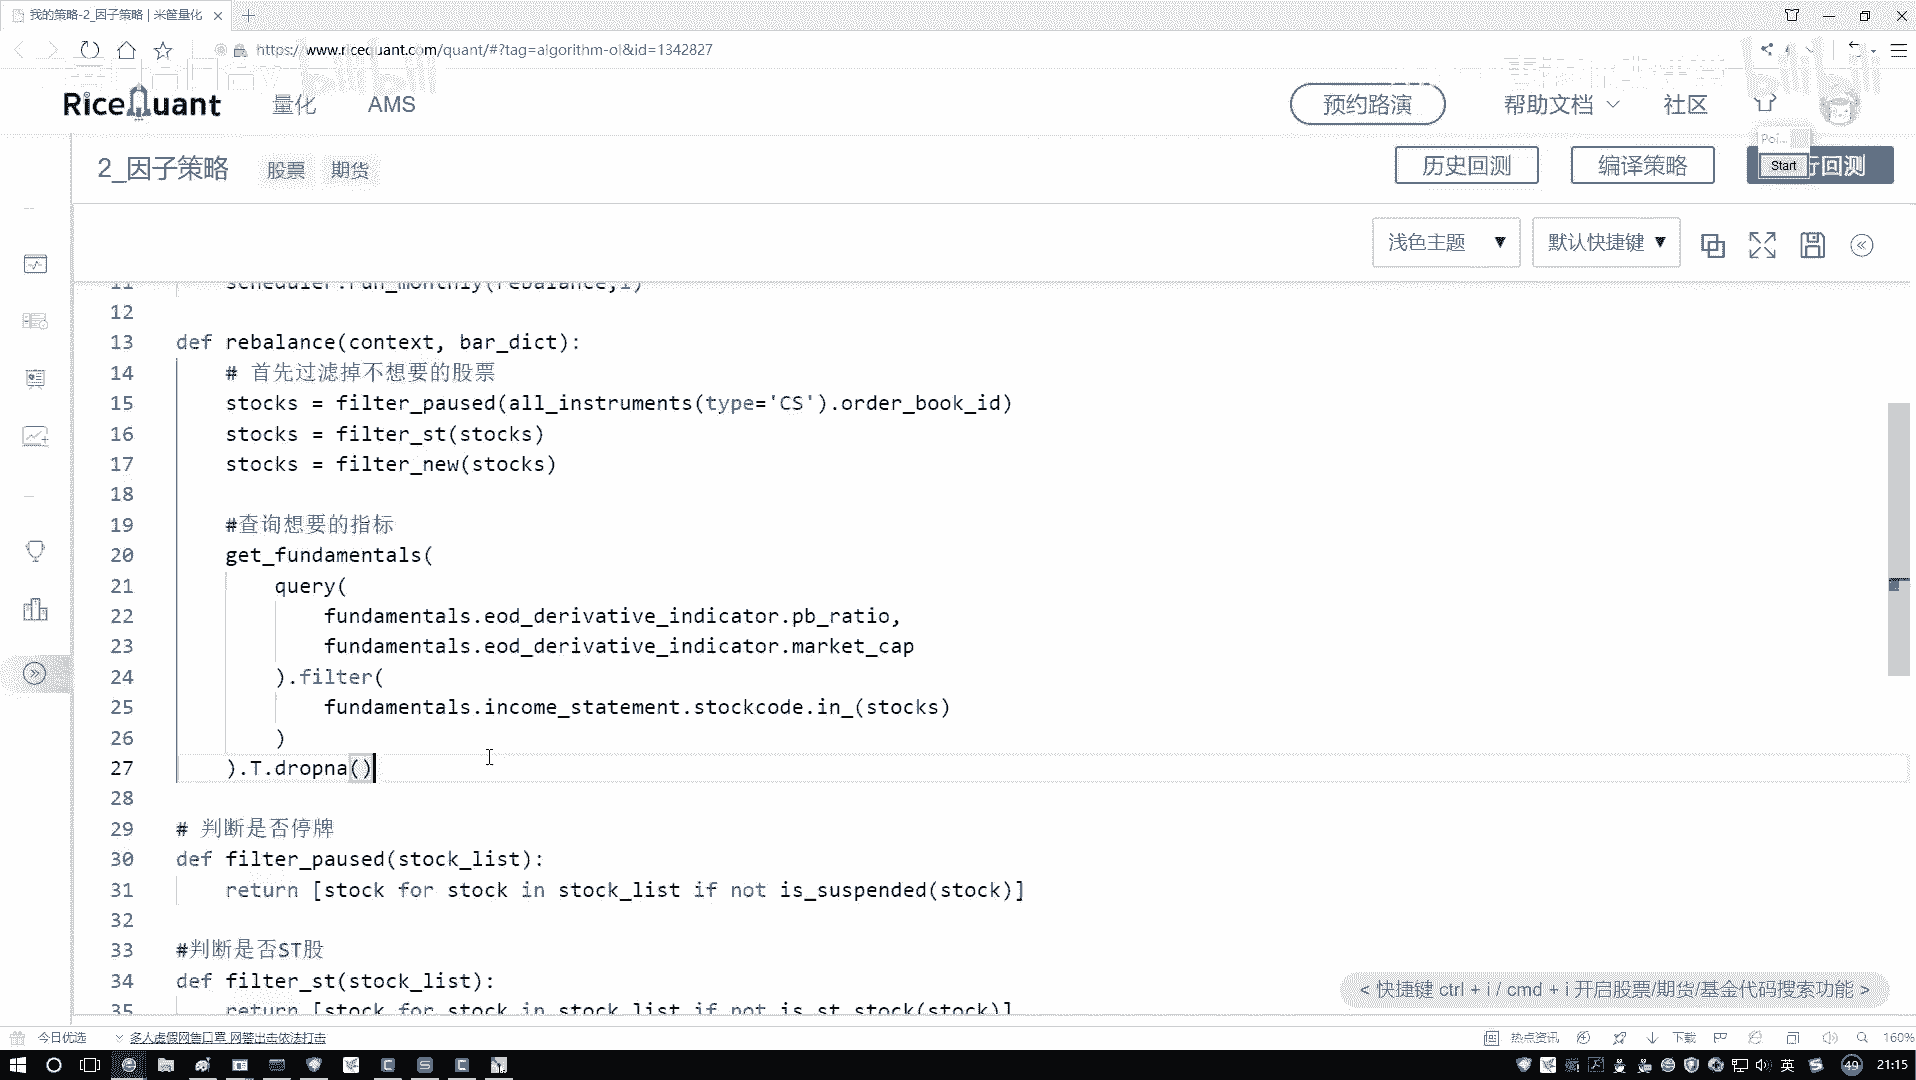 我的策略-2_因子策略 | 米筐量化
https://www.ricequant.com/quant/#?tag=algorithm-ol&id=1342827
bilibili
bilibili
RiceQuant 量化 AMS 预约路演 帮助文档 社区
2_因子策略 股票 期货 历史回测 编译策略 Start 行回测
浅色主题 默认快捷键
11 scheduler.run_monthly(rebalance,1)
12
13 def rebalance(context, bar_dict):
14 # 首先过滤掉不想要的股票
15 stocks = filter_paused(all_instruments(type='CS').order_book_id)
16 stocks = filter_st(stocks)
17 stocks = filter_new(stocks)
18
19 #查询想要的指标
20 get_fundamentals(
21 query(
22 fundamentals.eod_derivative_indicator.pb_ratio,
23 fundamentals.eod_derivative_indicator.market_cap
24 ).filter(
25 fundamentals.income_statement.stockcode.in_(stocks)
26 )
27 ).T.dropna()
28
29 # 判断是否停牌
30 def filter_paused(stock_list):
31 return [stock for stock in stock_list if not is_suspended(stock)]
32
33 #判断是否ST股
34 def filter_st(stock_list):
35 return [stock for stock in stock_list if not is_st_stock(stock)]
< 快捷键 ctrl + i / cmd + i 开启股票/期货/基金代码搜索功能 >
今日优选 多人虚假网售口罩 网警出击依法打击 热点资讯 下载 160%
英 49 21:15